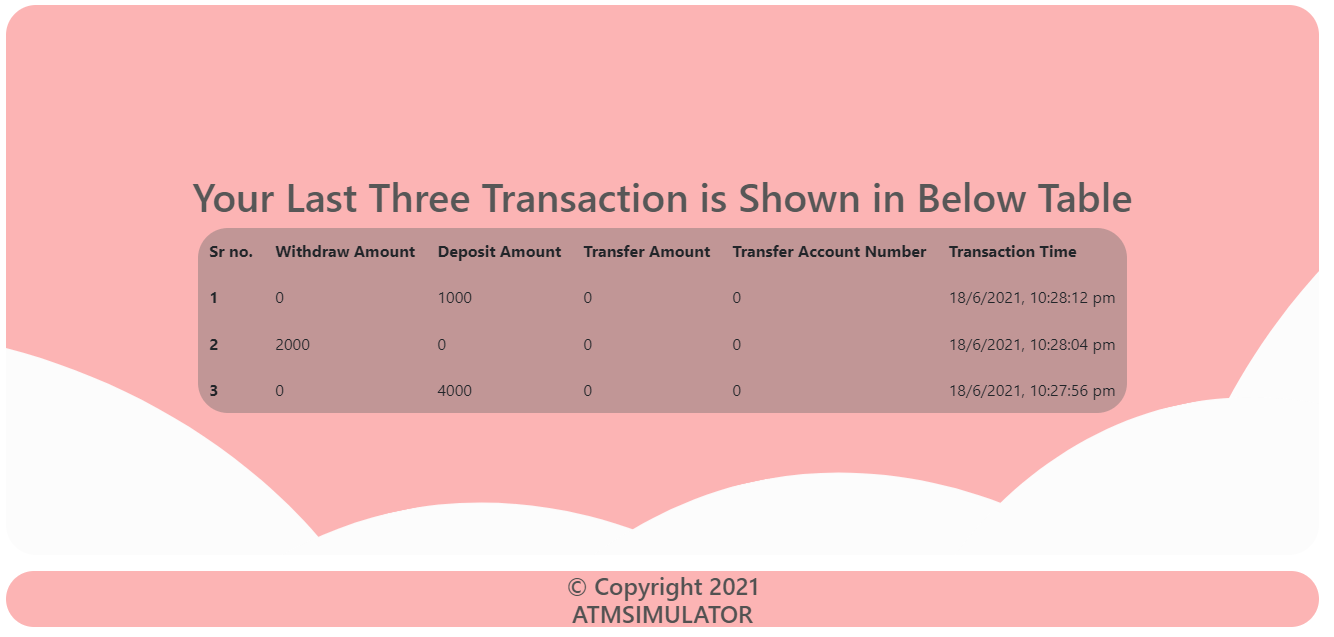 Your Last Three Transaction is Shown in Below Table
Sr no. Withdraw Amount Deposit Amount Transfer Amount Transfer Account Number Transaction Time
1 0 1000 0 0 18/6/2021, 10:28:12 pm
2 2000 0 0 0 18/6/2021, 10:28:04 pm
3 0 4000 0 0 18/6/2021, 10:27:56 pm
© Copyright 2021
ATMSIMULATOR